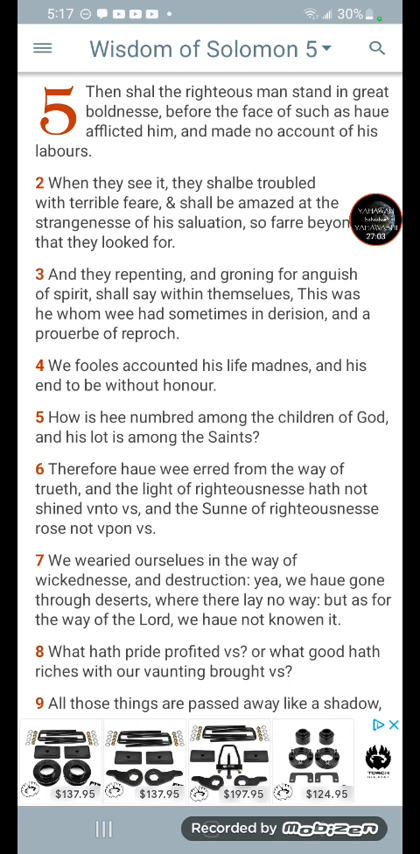 5:17
30%
Wisdom of Solomon 5
5 Then shal the righteous man stand in great
boldnesse, before the face of such as haue
afflicted him, and made no account of his
labours.
2 When they see it, they shalbe troubled
with terrible feare, & shall be amazed at the
strangenesse of his saluation, so farre beyon
that they looked for.
YAHAWAH
YAHAWASHI
27:03
3 And they repenting, and groning for anguish
of spirit, shall say within themselues, This was
he whom wee had sometimes in derision, and a
prouerbe of reproch.
4 We fooles accounted his life madnes, and his
end to be without honour.
5 How is hee numbred among the children of God,
and his lot is among the Saints?
6 Therefore haue wee erred from the way of
trueth, and the light of righteousnesse hath not
shined vnto vs, and the Sunne of righteousnesse
rose not vpon vs.
7 We wearied ourselues in the way of
wickednesse, and destruction: yea, we haue gone
through deserts, where there lay no way: but as for
the way of the Lord, we haue not knowen it.
8 What hath pride profited vs? or what good hath
riches with our vaunting brought vs?
9 All those things are passed away like a shadow,
$137.95
$137.95
$197.95
$124.95
TORCH
Recorded by Mobizen